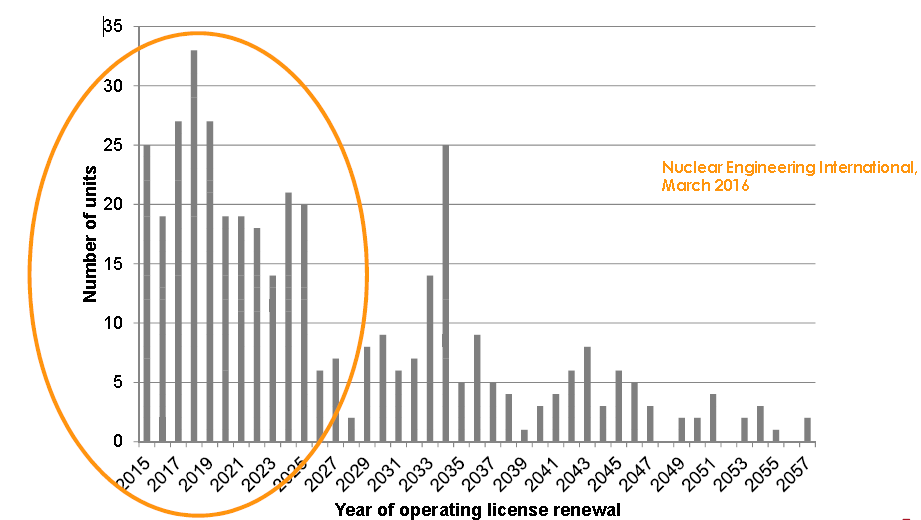 35
30
25
20
15
10
5
0
Number of units
Nuclear Engineering International,
March 2016
2015 2017 2019 2021 2023 2025 2027 2029 2031 2033 2035 2037 2039 2041 2043 2045 2047 2049 2051 2053 2055 2057
Year of operating license renewal